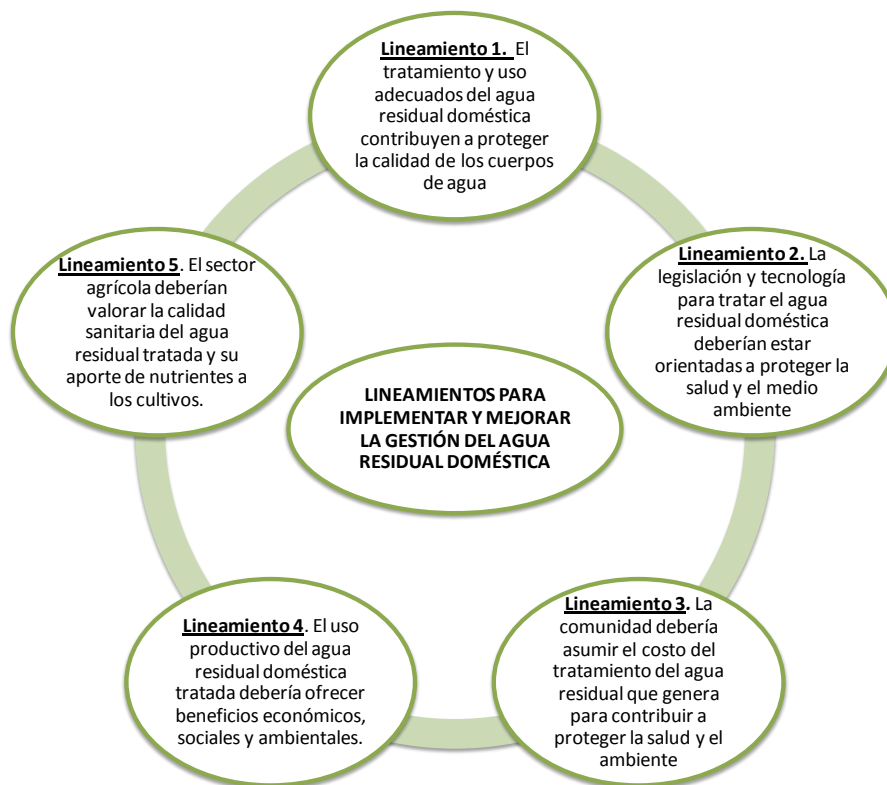 Lineamiento 1. El
tratamiento y uso
adecuados del agua
residual doméstica
contribuyen a proteger
la calidad de los cuerpos
de agua
Lineamiento 2. La
legislación y tecnología
para tratar el agua
residual doméstica
deberían estar
orientadas a proteger la
salud y el medio
ambiente
Lineamiento 3. La
comunidad debería
asumir el costo del
tratamiento del agua
residual que genera
para contribuir a
proteger la salud y el
ambiente
Lineamiento 4. El uso
productivo del agua
residual doméstica
tratada debería ofrecer
beneficios económicos,
sociales y ambientales.
Lineamiento 5. El sector
agrícola deberían
valorar la calidad
sanitaria del agua
residual tratada y su
aporte de nutrientes a
los cultivos.
LINEAMIENTOS PARA
IMPLEMENTAR Y MEJORAR
LA GESTIÓN DEL AGUA
RESIDUAL DOMÉSTICA